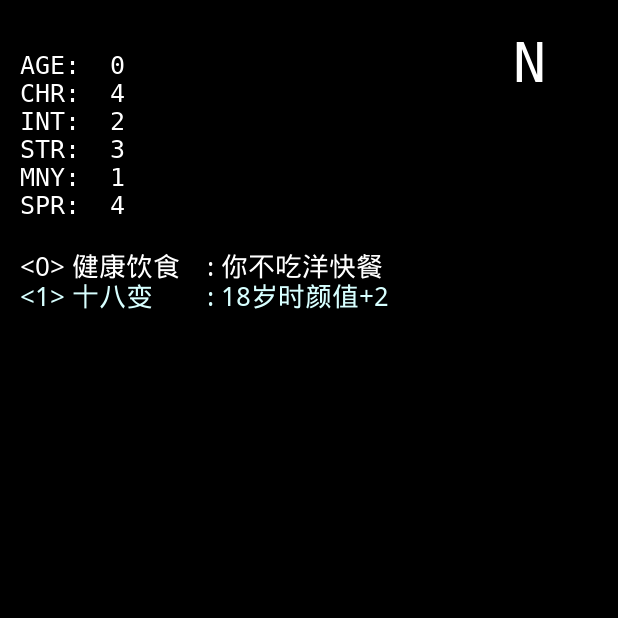 N
AGE: 0
CHR: 4
INT: 2
STR: 3
MNY: 1
SPR: 4
<0> 健康饮食 : 你不吃洋快餐
<1> 十八变 : 18岁时颜值+2